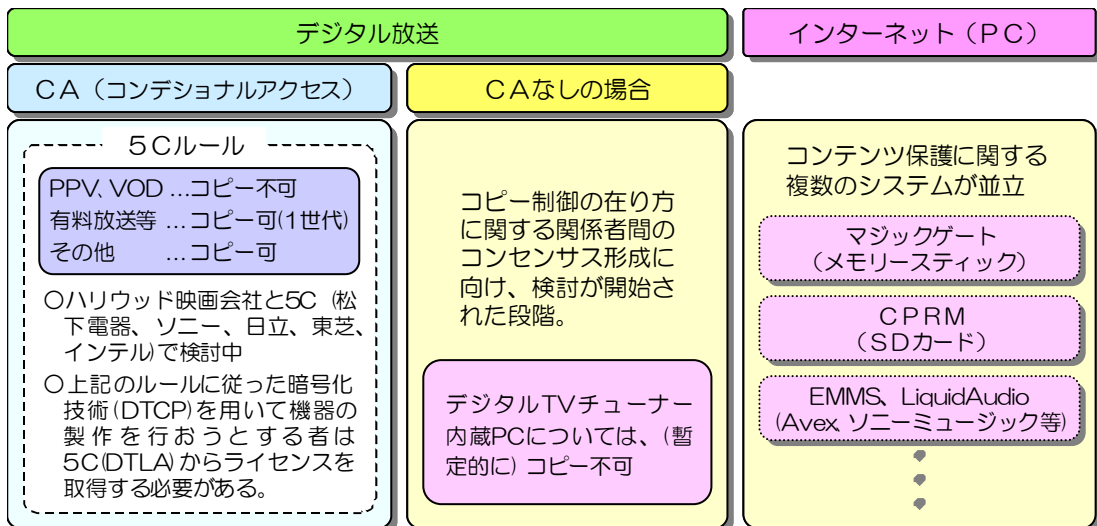 デジタル放送
インターネット（ＰＣ）
ＣＡ（コンデショナルアクセス）
ＣＡなしの場合
５Ｃルール
PPV、VOD …コピー不可
有料放送等 …コピー可(1世代)
その他 …コピー可
○ハリウッド映画会社と5C（松
下電器、ソニー、日立、東芝、
インテル)で検討中
○上記のルールに従った暗号化
技術(DTCP)を用いて機器の
製作を行おうとする者は
5C(DTLA)からライセンスを
取得する必要がある。
コピー制御の在り方
に関する関係者間の
コンセンサス形成に
向け、検討が開始さ
れた段階。
デジタルTVチューナー
内蔵PCについては、(暫
定的に) コピー不可
コンテンツ保護に関する
複数のシステムが並立
マジックゲート
（メモリースティック）
ＣＰＲＭ
（ＳＤカード）
EMMS、LiquidAudio
(Avex、ソニーミュージック等)